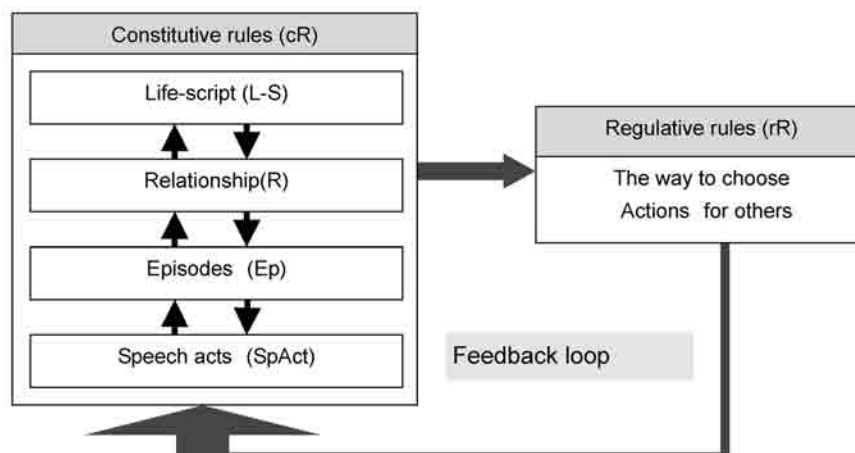 Constitutive rules (cR)
Life-script (L-S)
Relationship(R)
Episodes (Ep)
Speech acts (SpAct)
Regulative rules (rR)
The way to choose
Actions for others
Feedback loop